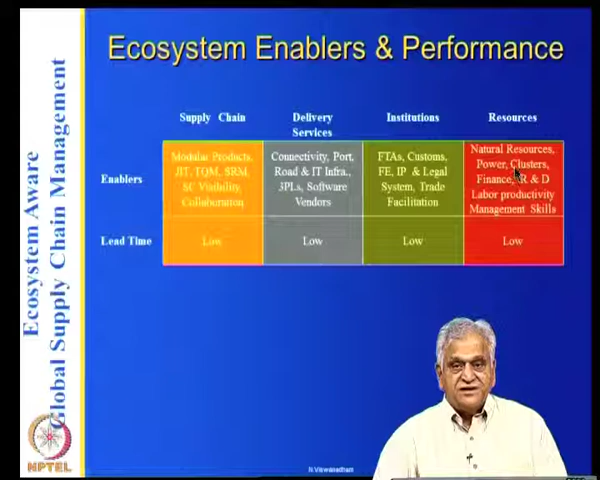 Ecosystem Enablers & Performance
Ecosystem Aware
Global Supply Chain Management
Supply Chain
Delivery
Services
Institutions
Resources
Enablers
Modular Products,
JIT, TQM, SRM,
SC Visibility,
Collaboration
Connectivity, Port,
Road & IT Infra.,
3PLs, Software
Vendors
FTAs, Customs,
FE, IP & Legal
System, Trade
Facilitation
Natural Resources,
Power, Clusters,
Finance, R & D
Labor productivity
Management Skills
Lead Time
Low
Low
Low
Low
NPTEL
N.Viswanadham